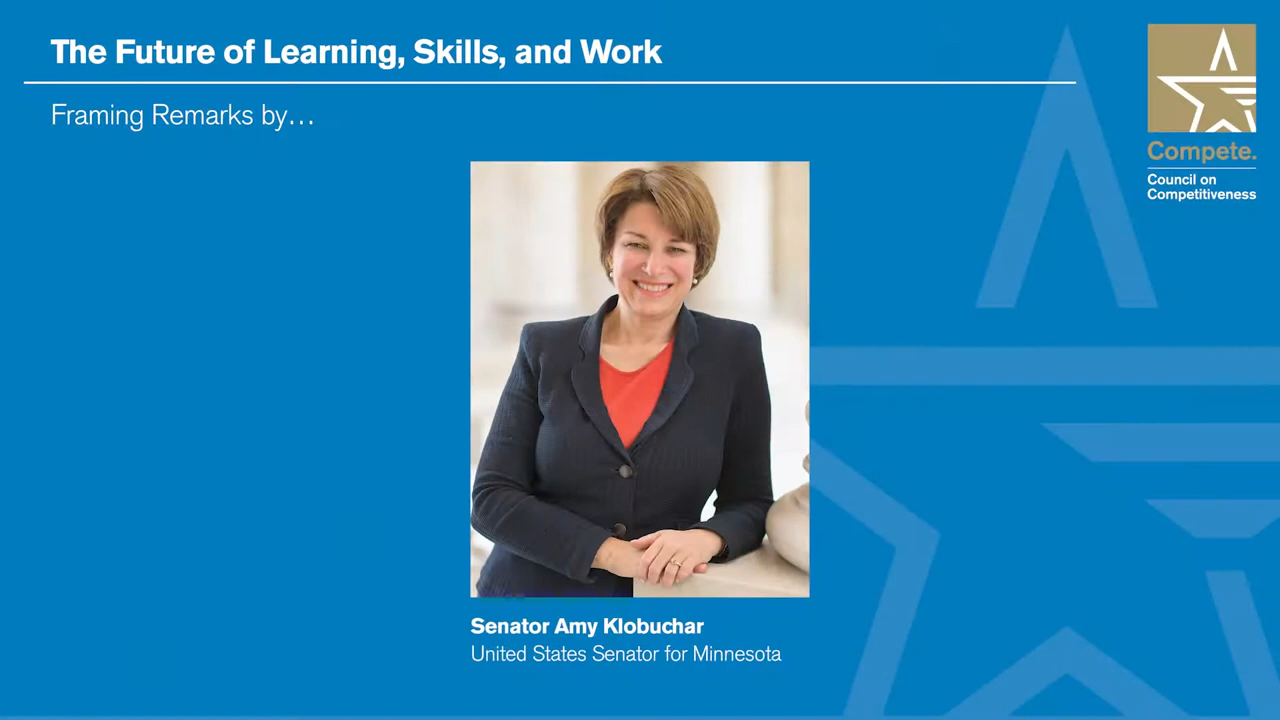 The Future of Learning, Skills, and Work
Framing Remarks by…
Compete.
Council on
Competitiveness
Senator Amy Klobuchar
United States Senator for Minnesota